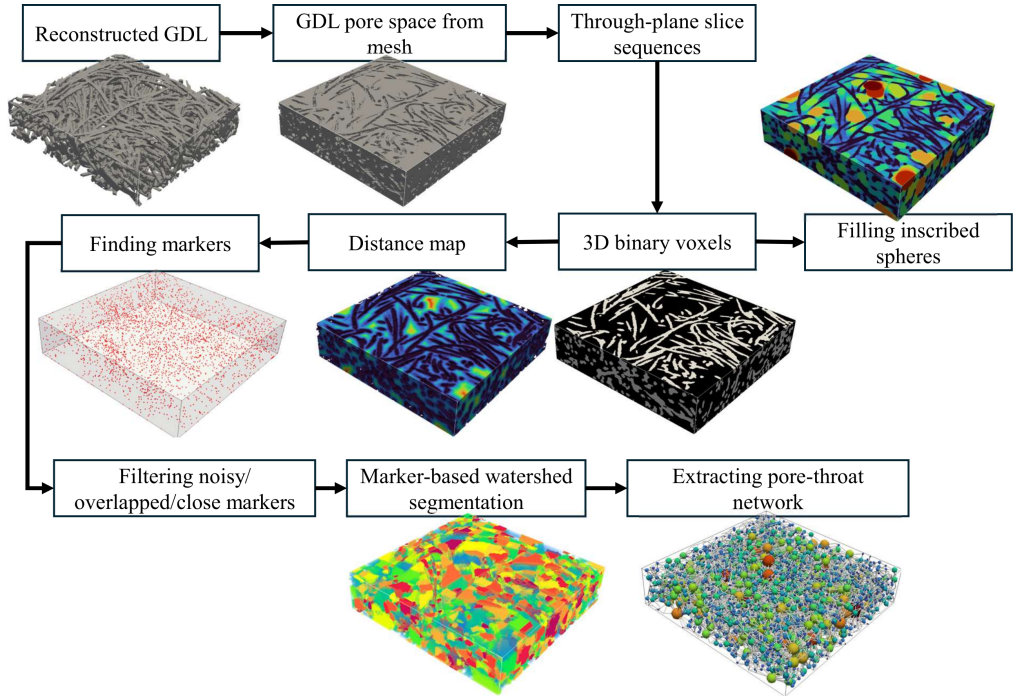 Reconstructed GDL
GDL pore space from
mesh
Through-plane slice
sequences
Finding markers
Distance map
3D binary voxels
Filling inscribed
spheres
Filtering noisy/
overlapped/close markers
Marker-based watershed
segmentation
Extracting pore-throat
network